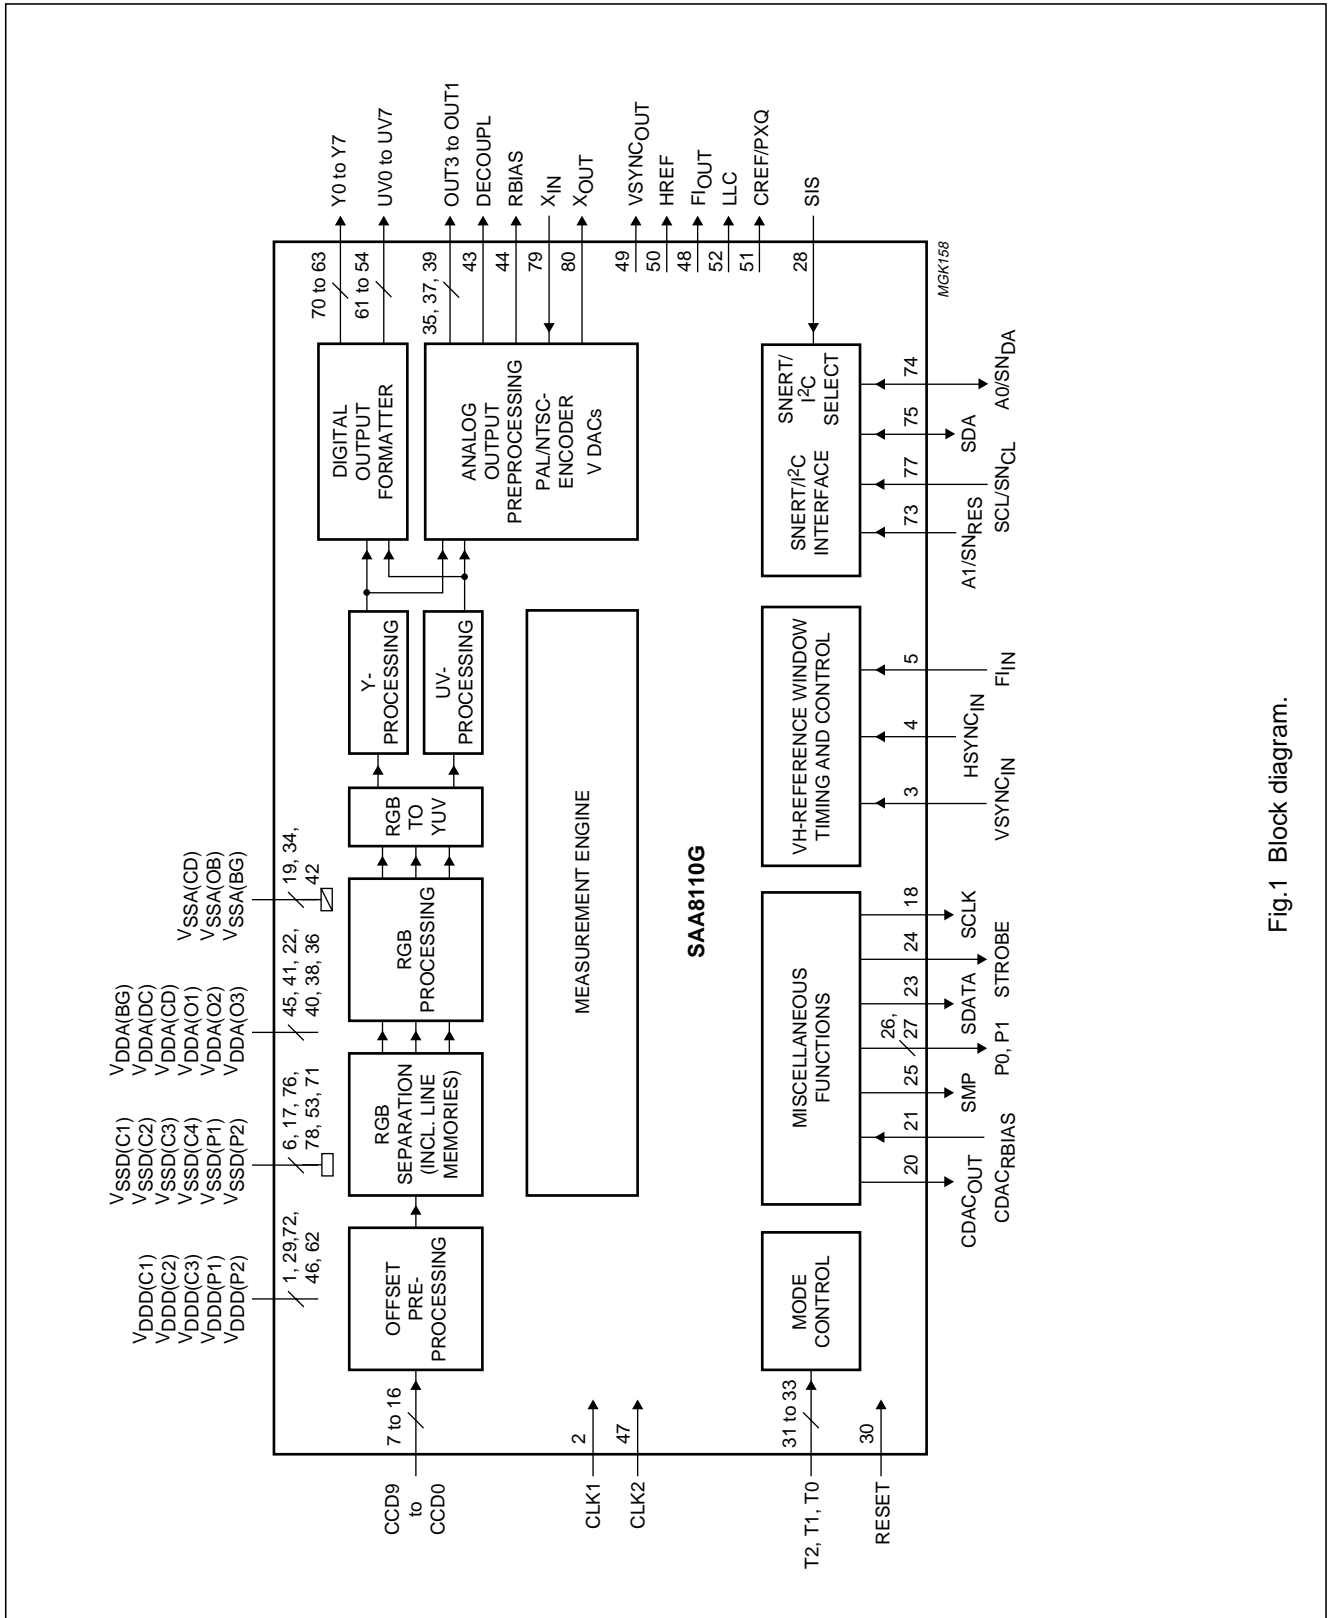 VDDD(C1)
VDDD(C2)
VDDD(C3)
VDDD(P1)
VDDD(P2)
1, 29,72,
46, 62
VSSD(C1)
VSSD(C2)
VSSD(C3)
VSSD(C4)
VSSD(P1)
VSSD(P2)
6, 17, 76,
78, 53, 71
VDDA(BG)
VDDA(DC)
VDDA(CD)
VDDA(O1)
VDDA(O2)
VDDA(O3)
45, 41, 22,
40, 38, 36
VSSA(CD)
VSSA(OB)
VSSA(BG)
19, 34,
42
CCD9
to
CCD0
7 to 16
OFFSET
PRE-
PROCESSING
RGB
SEPARATION
(INCL. LINE
MEMORIES)
RGB
PROCESSING
RGB
TO
YUV
Y-
PROCESSING
UV-
PROCESSING
DIGITAL
OUTPUT
FORMATTER
70 to 63
Y0 to Y7
61 to 54
UV0 to UV7
ANALOG
OUTPUT
PREPROCESSING
PAL/NTSC-
ENCODER
V DACs
35, 37, 39
OUT3 to OUT1
43
DECOUPL
44
RBIAS
79
XIN
80
XOUT
CLK1
2
CLK2
47
MEASUREMENT ENGINE
SAA8110G
49
VSYNCOUT
50
HREF
48
FIOUT
52
LLC
51
CREF/PXQ
T2, T1, T0
31 to 33
RESET
30
MODE
CONTROL
MISCELLANEOUS
FUNCTIONS
VH-REFERENCE WINDOW
TIMING AND CONTROL
SNERT/I2C
INTERFACE
SNERT/
I2C
SELECT
28
SIS
20
CDACOUT
21
CDACRBIAS
25
SMP
26,
27
P0, P1
23
SDATA
24
STROBE
18
SCLK
3
VSYNCIN
4
HSYNCIN
5
FIIN
73
A1/SNRES
77
SCL/SNCL
75
SDA
74
A0/SNDA
MGK158
Fig.1 Block diagram.